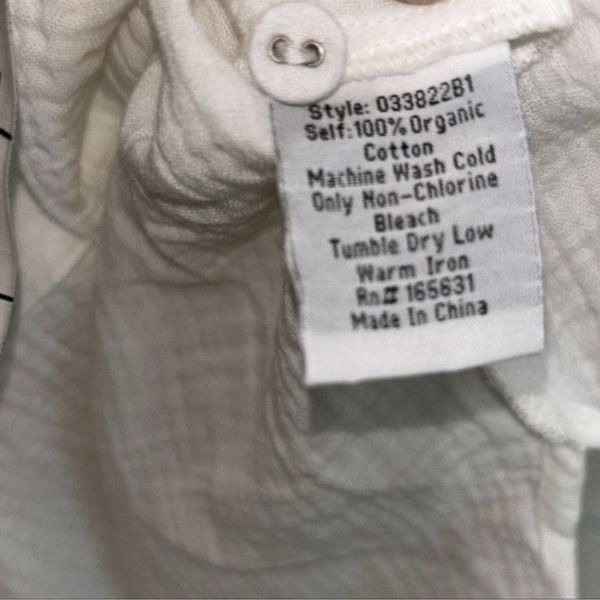 Style: 033822B1
Self:100% Organic
Cotton
Machine Wash Cold
Only Non-Chlorine
Bleach
Tumble Dry Low
Warm Iron
Rn# 165631
Made In China